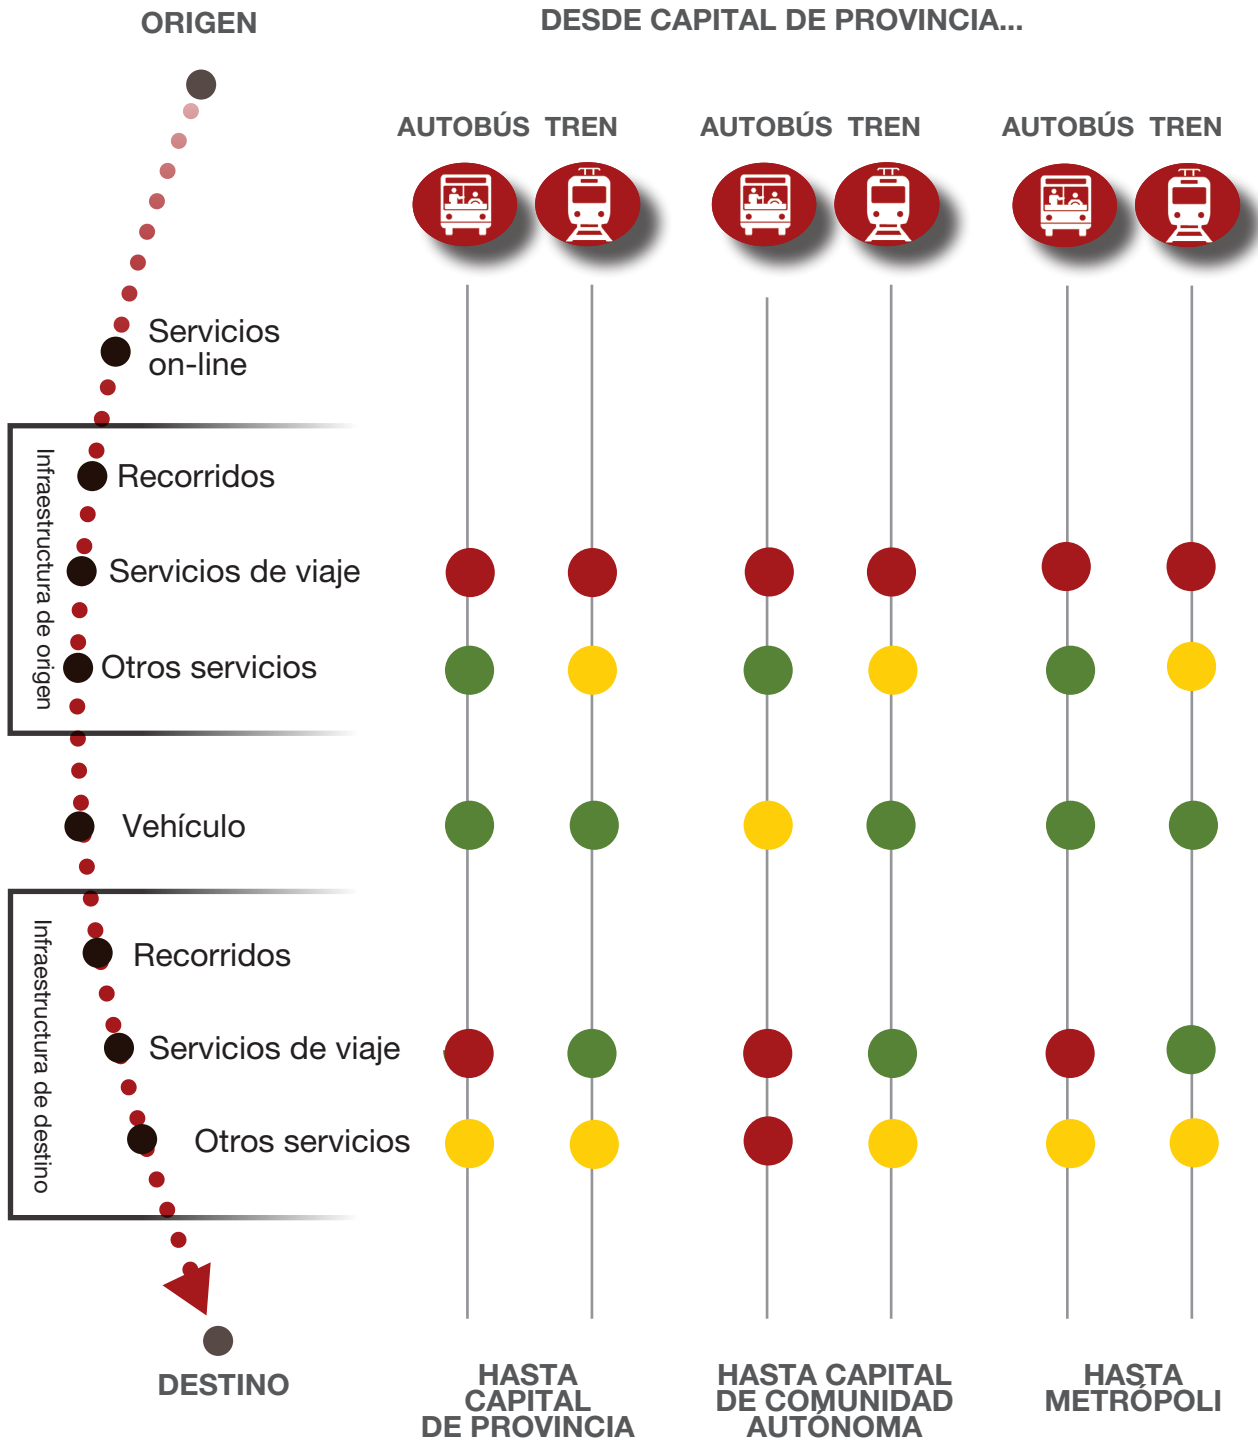 ORIGEN
DESDE CAPITAL DE PROVINCIA...
AUTOBÚS TREN
AUTOBÚS TREN
AUTOBÚS TREN
Servicios
on-line
Infraestructura de origen
Recorridos
Servicios de viaje
Otros servicios
Vehículo
Infraestructura de destino
Recorridos
Servicios de viaje
Otros servicios
DESTINO
HASTA
CAPITAL
DE PROVINCIA
HASTA CAPITAL
DE COMUNIDAD
AUTÓNOMA
HASTA
METRÓPOLI